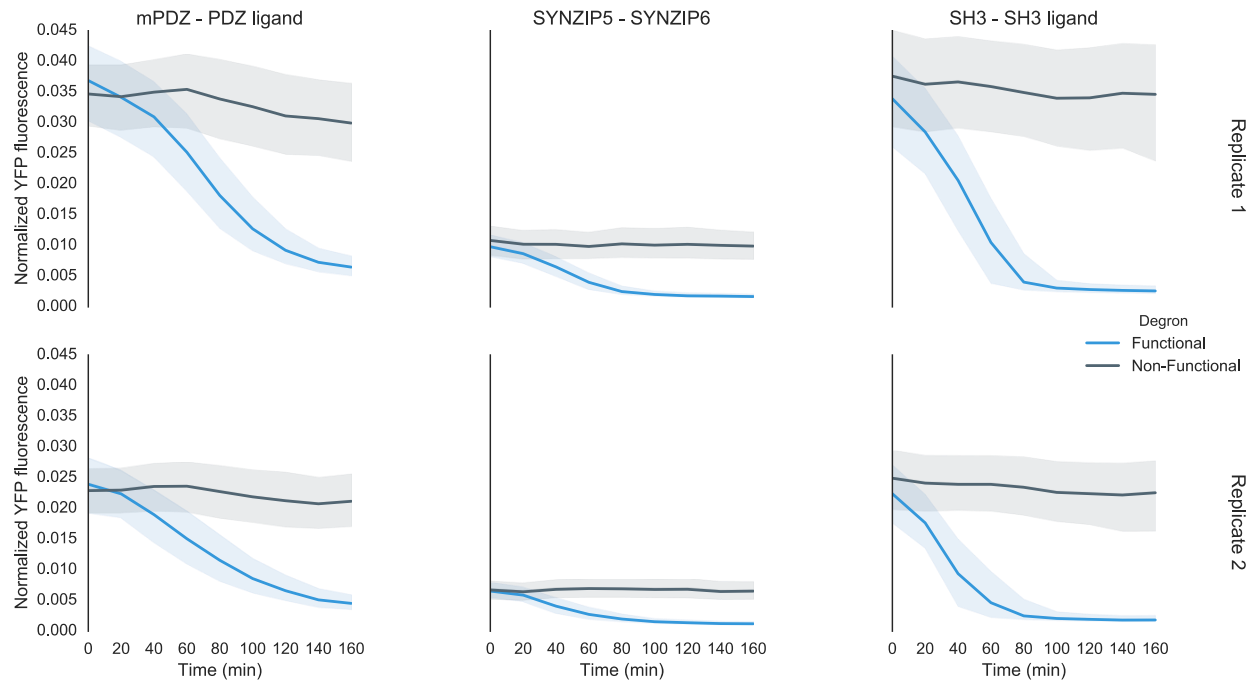 mPDZ - PDZ ligand
SYNZIP5 - SYNZIP6
SH3 - SH3 ligand
Normalized YFP fluorescence
0.045
0.040
0.035
0.030
0.025
0.020
0.015
0.010
0.005
0.000
Replicate 1
Degron
Functional
Non-Functional
Normalized YFP fluorescence
0.045
0.040
0.035
0.030
0.025
0.020
0.015
0.010
0.005
0.000
Replicate 2
0 20 40 60 80 100 120 140 160
0 20 40 60 80 100 120 140 160
0 20 40 60 80 100 120 140 160
Time (min)
Time (min)
Time (min)